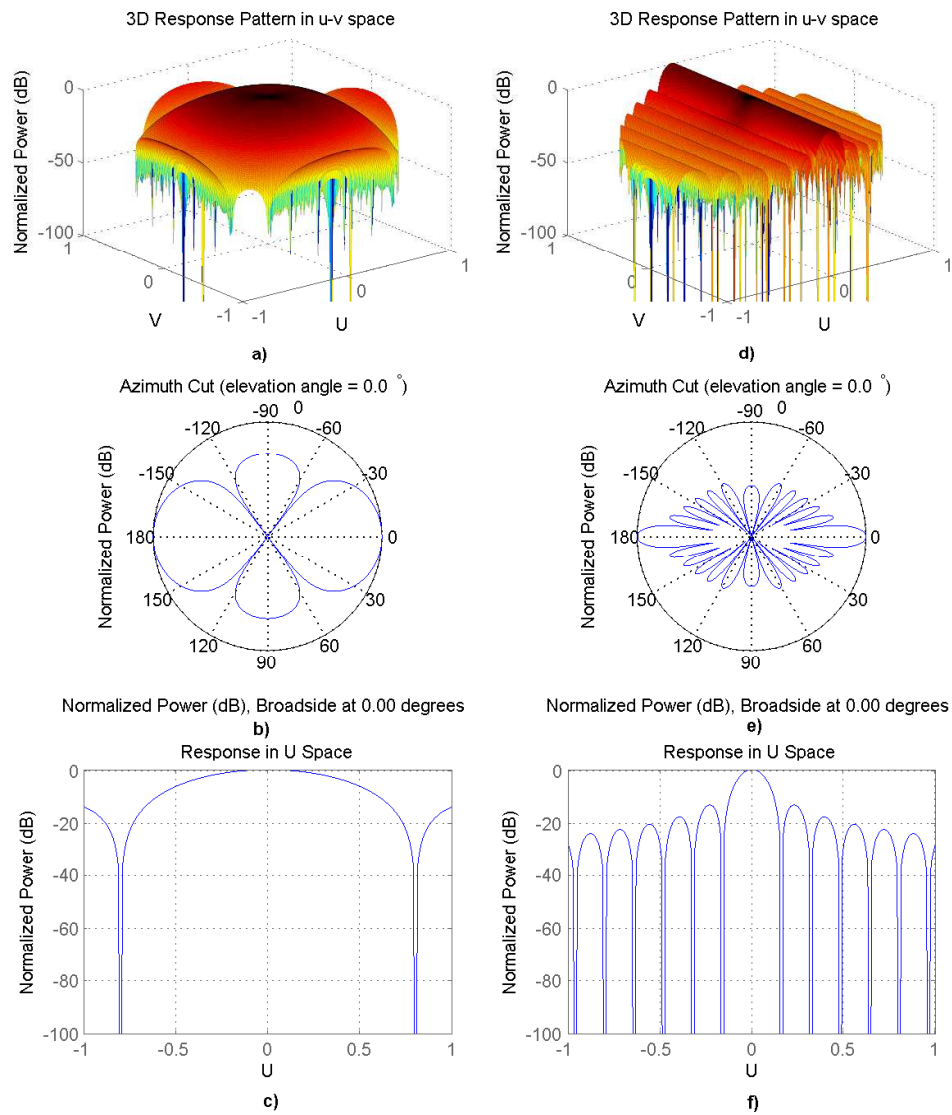 3D Response Pattern in u-v space
Normalized Power (dB)
0
-50
-100
1
0
-1
V
-1
0
1
U
a)
3D Response Pattern in u-v space
Normalized Power (dB)
0
-50
-100
1
0
-1
V
-1
0
1
U
d)
Azimuth Cut (elevation angle = 0.0 °)
Normalized Power (dB)
-90
0
-120
-60
-150
-30
180
0
150
30
120
60
90
Normalized Power (dB), Broadside at 0.00 degrees
b)
Azimuth Cut (elevation angle = 0.0 °)
Normalized Power (dB)
-90
0
-120
-60
-150
-30
180
0
150
30
120
60
90
Normalized Power (dB), Broadside at 0.00 degrees
e)
Response in U Space
Normalized Power (dB)
0
-20
-40
-60
-80
-100
-1
-0.5
0
0.5
1
U
c)
Response in U Space
Normalized Power (dB)
0
-20
-40
-60
-80
-100
-1
-0.5
0
0.5
1
U
f)